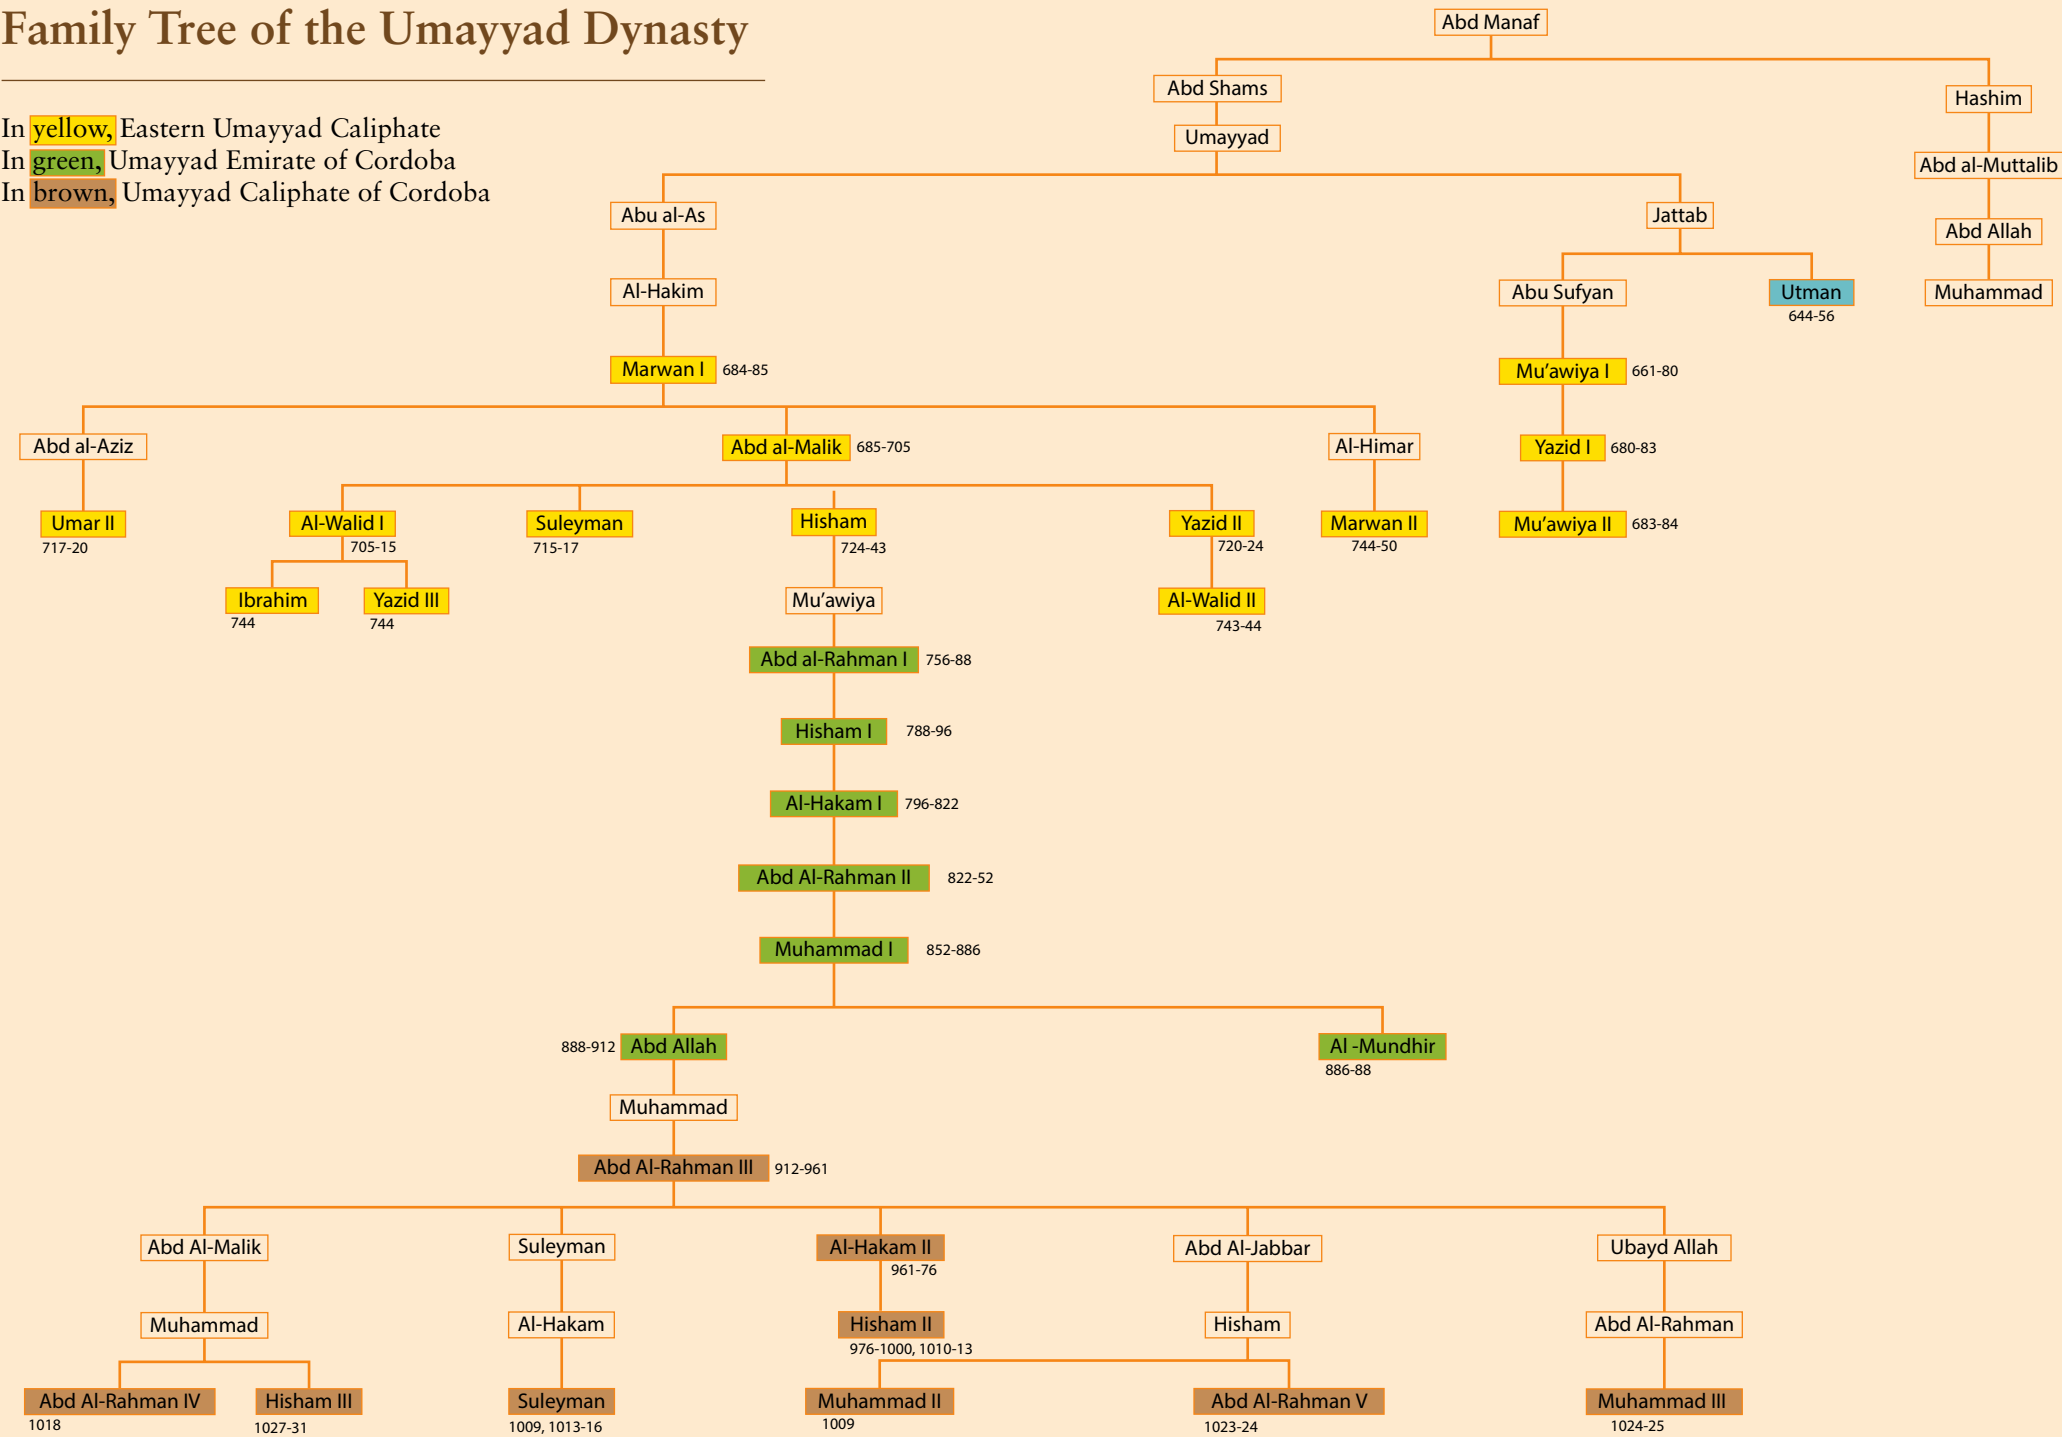 Family Tree of the Umayyad Dynasty
In yellow, Eastern Umayyad Caliphate
In green, Umayyad Emirate of Cordoba
In brown, Umayyad Caliphate of Cordoba
Abd Manaf
Abd Shams
Hashim
Umayyad
Abd al-Muttalib
Abu al-As
Jattab
Abd Allah
Al-Hakim
Abu Sufyan
Utman
644-56
Muhammad
Marwan I 684-85
Mu’awiya I 661-80
Abd al-Aziz
Abd al-Malik 685-705
Al-Himar
Yazid I 680-83
Umar II
717-20
Al-Walid I
705-15
Suleyman
715-17
Hisham
724-43
Yazid II
720-24
Marwan II
744-50
Mu’awiya II 683-84
Ibrahim
744
Yazid III
744
Mu’awiya
Al-Walid II
743-44
Abd al-Rahman I 756-88
Hisham I 788-96
Al-Hakam I 796-822
Abd Al-Rahman II 822-52
Muhammad I 852-886
888-912 Abd Allah
Al -Mundhir
886-88
Muhammad
Abd Al-Rahman III 912-961
Abd Al-Malik
Suleyman
Al-Hakam II
961-76
Abd Al-Jabbar
Ubayd Allah
Muhammad
Al-Hakam
Hisham II
976-1000, 1010-13
Hisham
Abd Al-Rahman
Abd Al-Rahman IV
1018
Hisham III
1027-31
Suleyman
1009, 1013-16
Muhammad II
1009
Abd Al-Rahman V
1023-24
Muhammad III
1024-25